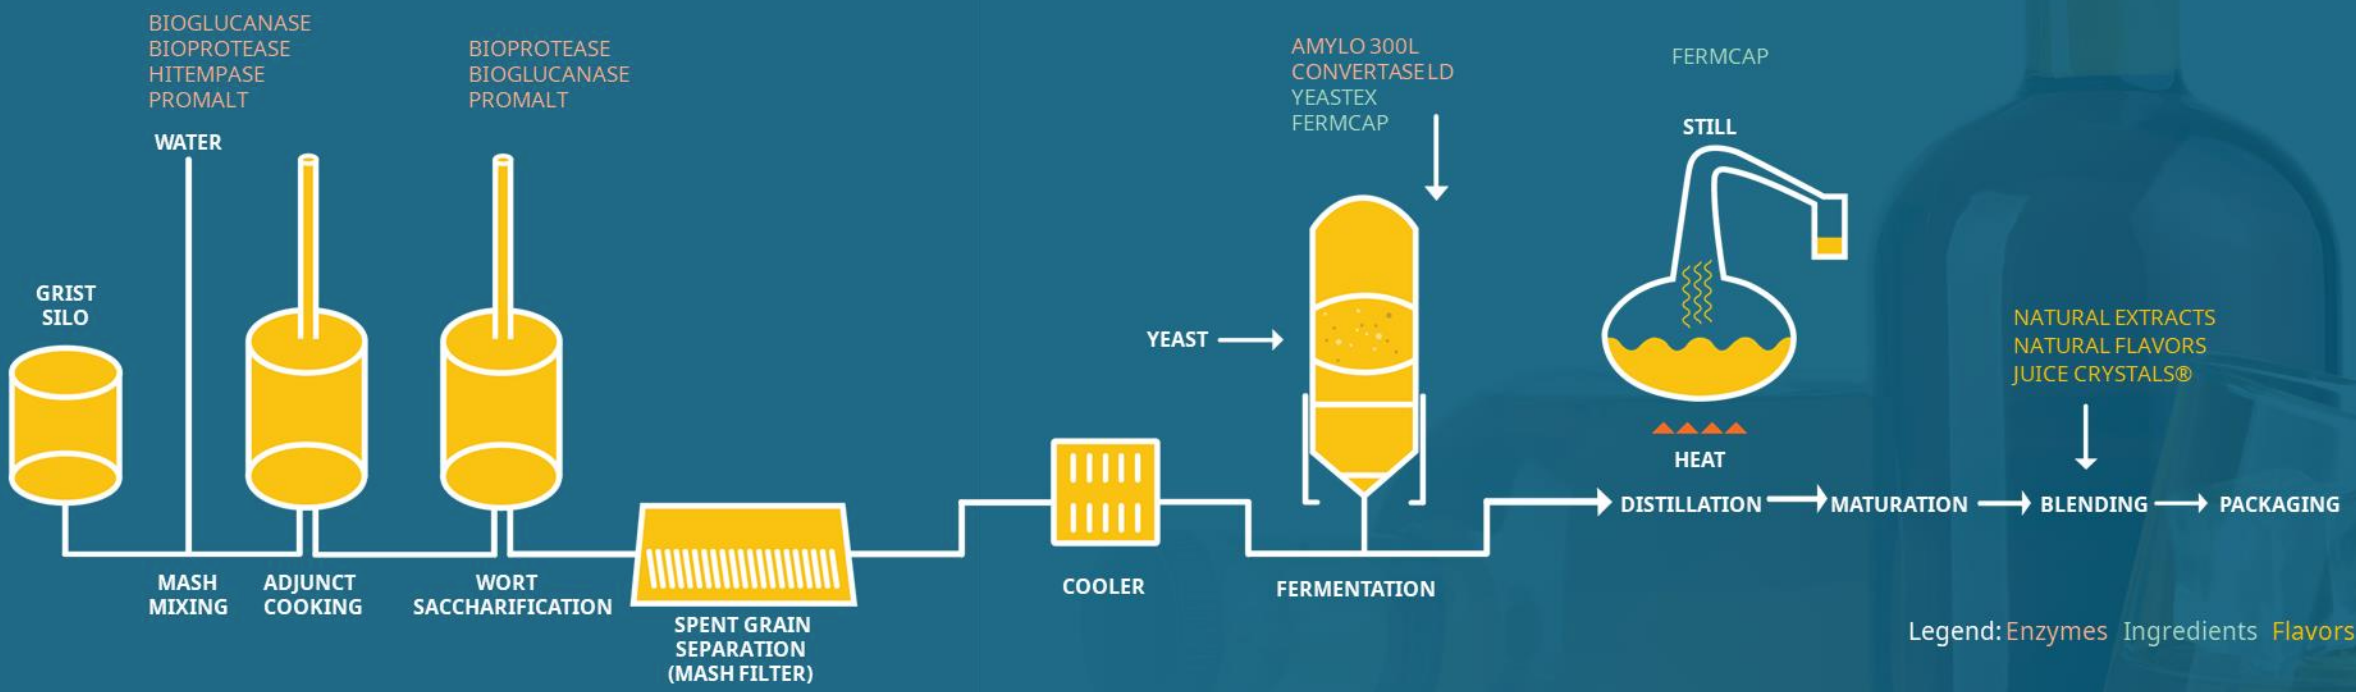 BIOGLUCANASE
BIOPROTEASE
HITEMPASE
PROMALT
WATER
BIOPROTEASE
BIOGLUCANASE
PROMALT
AMYLO 300L
CONVERTASE LD
YEASTEX
FERMCAP
FERMCAP
STILL
GRIST
SILO
YEAST
NATURAL EXTRACTS
NATURAL FLAVORS
JUICE CRYSTALS®
HEAT
DISTILLATION
MATURATION
BLENDING
PACKAGING
MASH
MIXING
ADJUNCT
COOKING
WORT
SACCHARIFICATION
SPENT GRAIN
SEPARATION
(MASH FILTER)
COOLER
FERMENTATION
Legend: Enzymes Ingredients Flavors